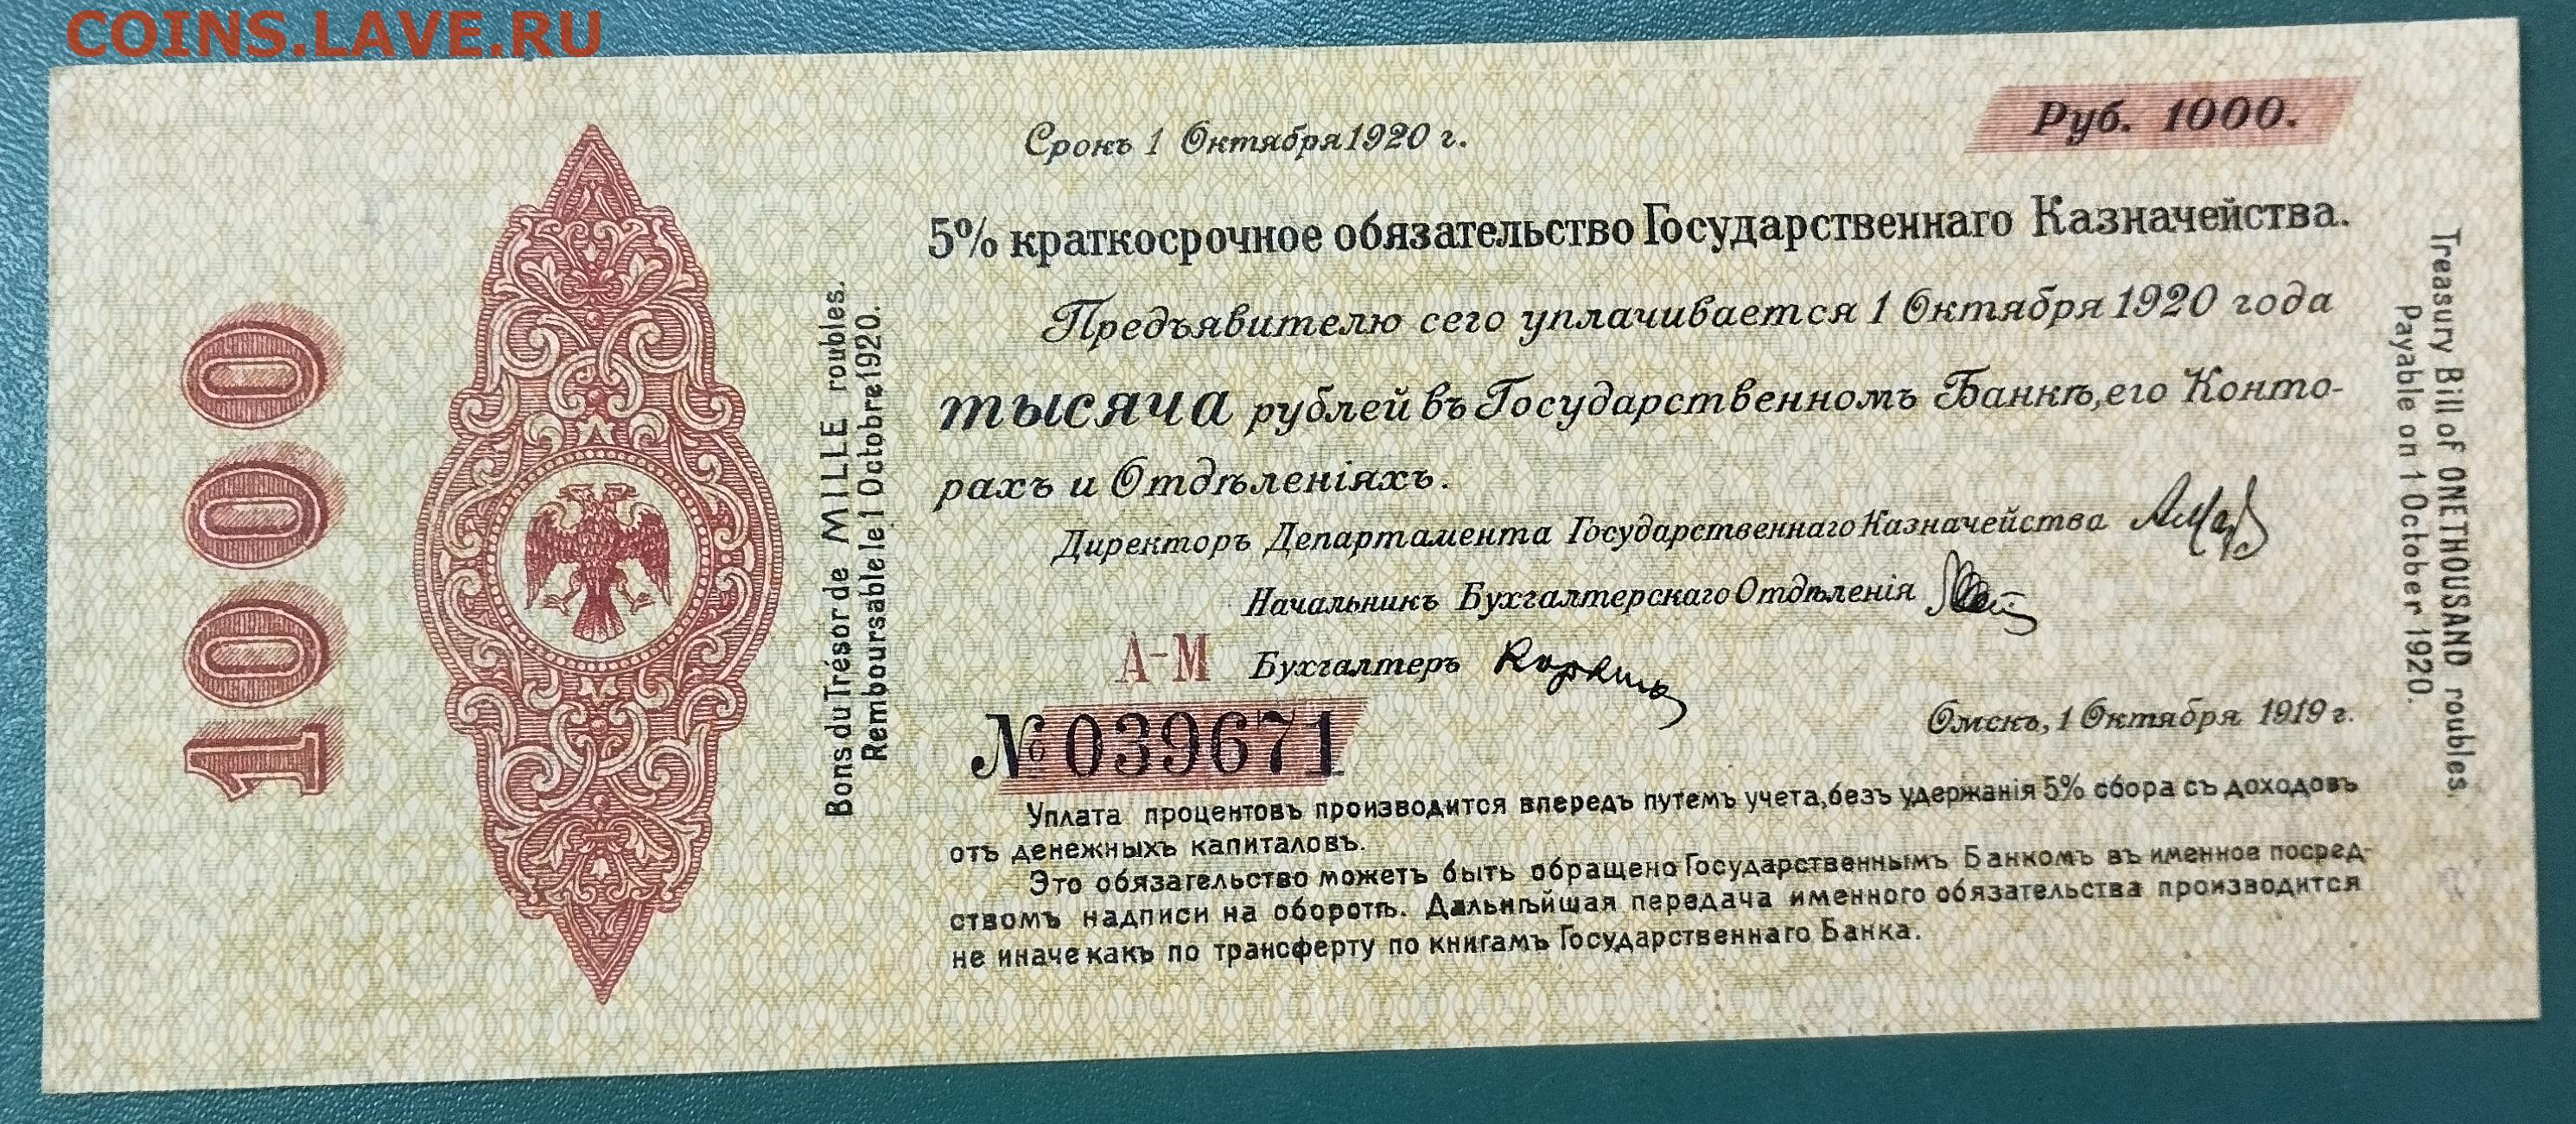 COINS.LAVE.RU
Срокъ 1 Октября 1920 г.
Руб. 1000.
5% краткосрочное обязательство Государственнаго Казначейства.
Предъявителю сего уплачивается 1 Октября 1920 года
тысяча рублей въ Государственномъ Банкѣ, его Конто-
рахъ и Отдѣленіяхъ.
Директоръ Департамента Государственнаго Казначейства
Начальникъ Бухгалтерскаго Отдѣленія
А-М Бухгалтеръ
№ 039671
Омскъ, 1 Октября 1919 г.
Уплата процентовъ производится впередъ путемъ учета, безъ удержанія 5% сбора съ доходовъ
отъ денежныхъ капиталовъ.
Это обязательство можетъ быть обращено Государственнымъ Банкомъ въ именное посред-
ствомъ надписи на оборотѣ. Дальнѣйшая передача именного обязательства производится
не иначе какъ по трансферту по книгамъ Государственнаго Банка.
1000
Bons du Trésor de MILLE roubles.
Remboursable le 1 Octobre 1920.
Treasury Bill of ONE THOUSAND roubles
Payable on 1 October 1920.